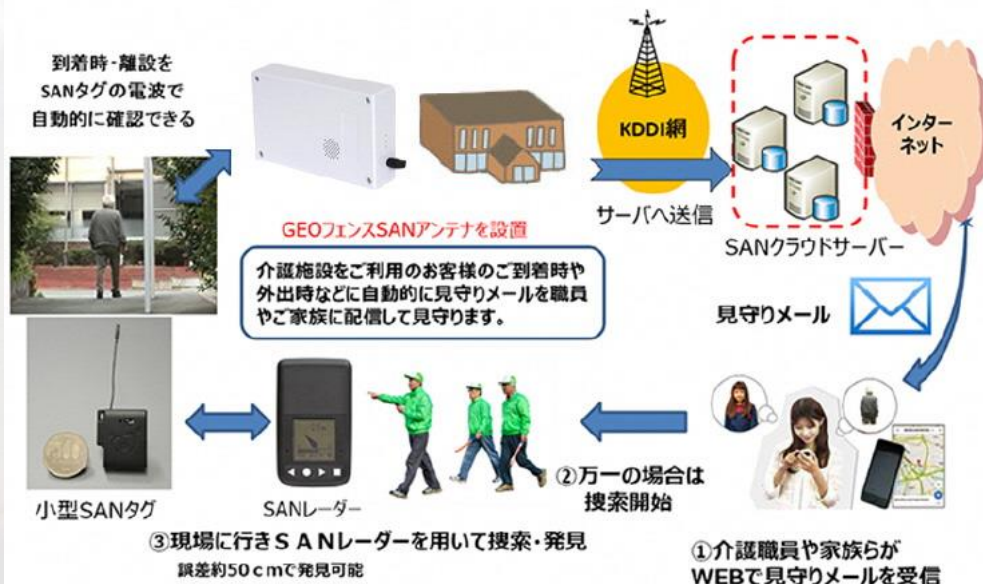 到着時・離設を
SANタグの電波で
自動的に確認できる
KDDI網
インター
ネット
サーバへ送信
SANクラウドサーバー
GEOフェンスSANアンテナを設置
介護施設をご利用のお客様のご到着時や
外出時などに自動的に見守りメールを職員
やご家族に配信して見守ります。
見守りメール
小型SANタグ
SANレーダー
②万一の場合は
捜索開始
③現場に行きSANレーダーを用いて捜索・発見
誤差約50cmで発見可能
①介護職員や家族らが
WEBで見守りメールを受信